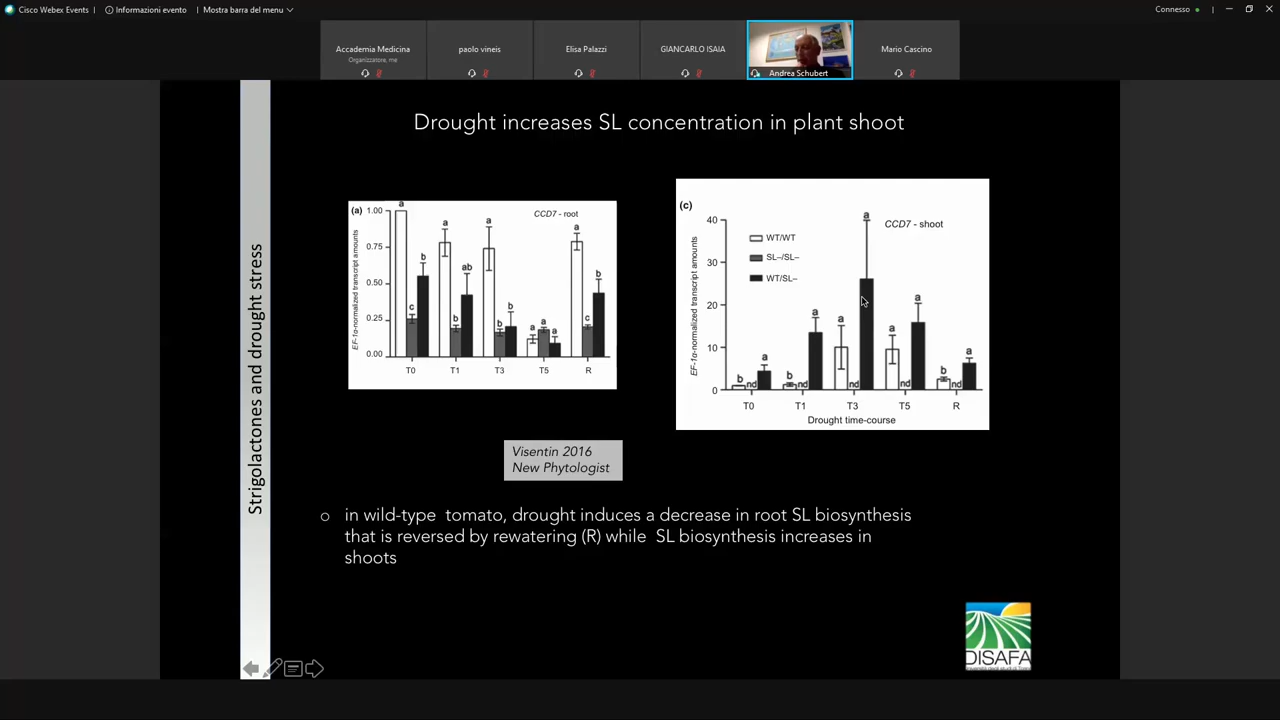 Cisco Webex Events
Informazioni evento
Mostra barra del menu
Connesso
Accademia Medicina
Organizzatore, me
paolo vineis
Elisa Palazzi
GIANCARLO ISAIA
Andrea Schubert
Mario Cascino
Strigolactones and drought stress
Drought increases SL concentration in plant shoot
(a)
CCD7 - root
EF-1α-normalized transcript amounts
1.00
0.75
0.50
0.25
0.00
a
c
b
a
b
ab
a
b
b
a
a
a
a
c
b
T0
T1
T3
T5
R
(c)
CCD7 - shoot
WT/WT
SL–/SL–
WT/SL–
EF-1α-normalized transcript amounts
40
30
20
10
0
b
nd
a
b
nd
a
a
nd
a
a
nd
a
b
nd
a
T0
T1
T3
T5
R
Drought time-course
Visentin 2016
New Phytologist
o in wild-type tomato, drought induces a decrease in root SL biosynthesis
that is reversed by rewatering (R) while SL biosynthesis increases in
shoots
DISAFA